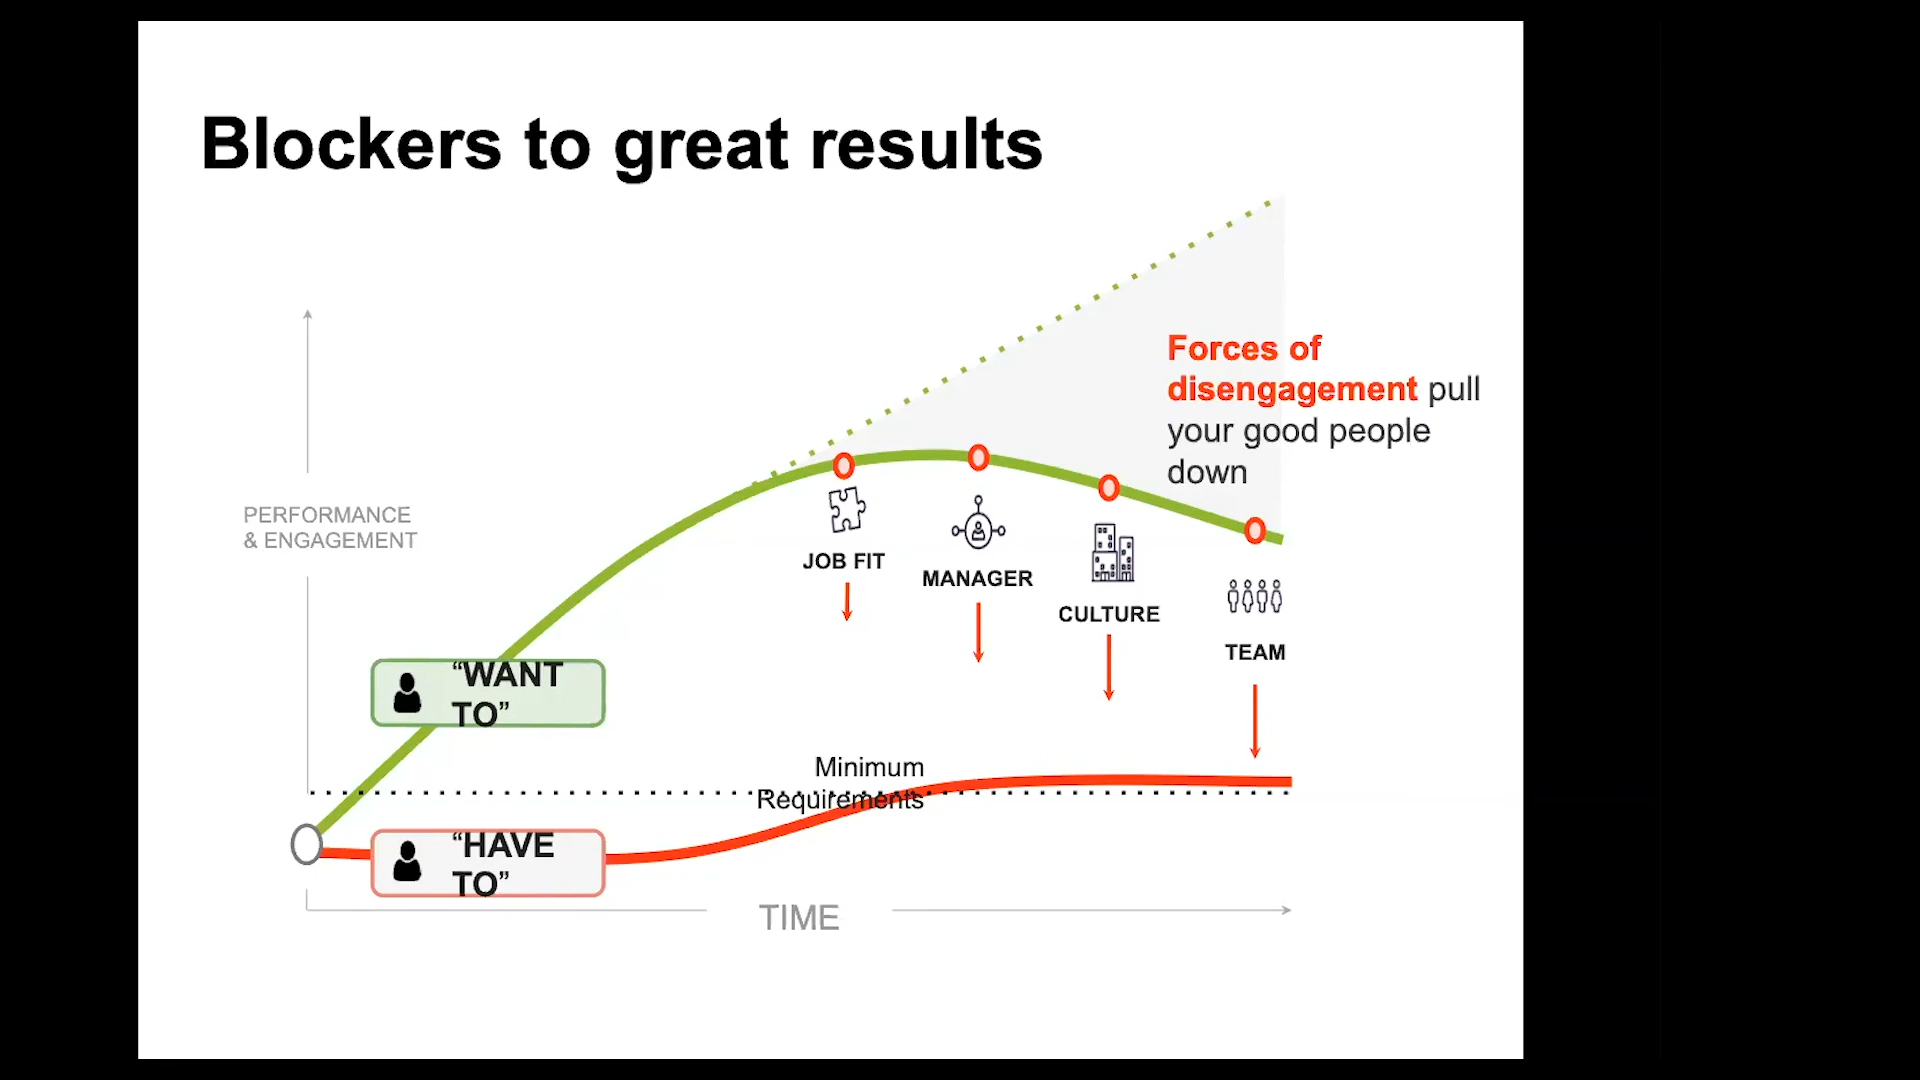 Blockers to great results
Forces of
disengagement pull
your good people
down
PERFORMANCE
& ENGAGEMENT
JOB FIT
MANAGER
CULTURE
TEAM
“WANT
TO”
Minimum
Requirements
“HAVE
TO”
TIME